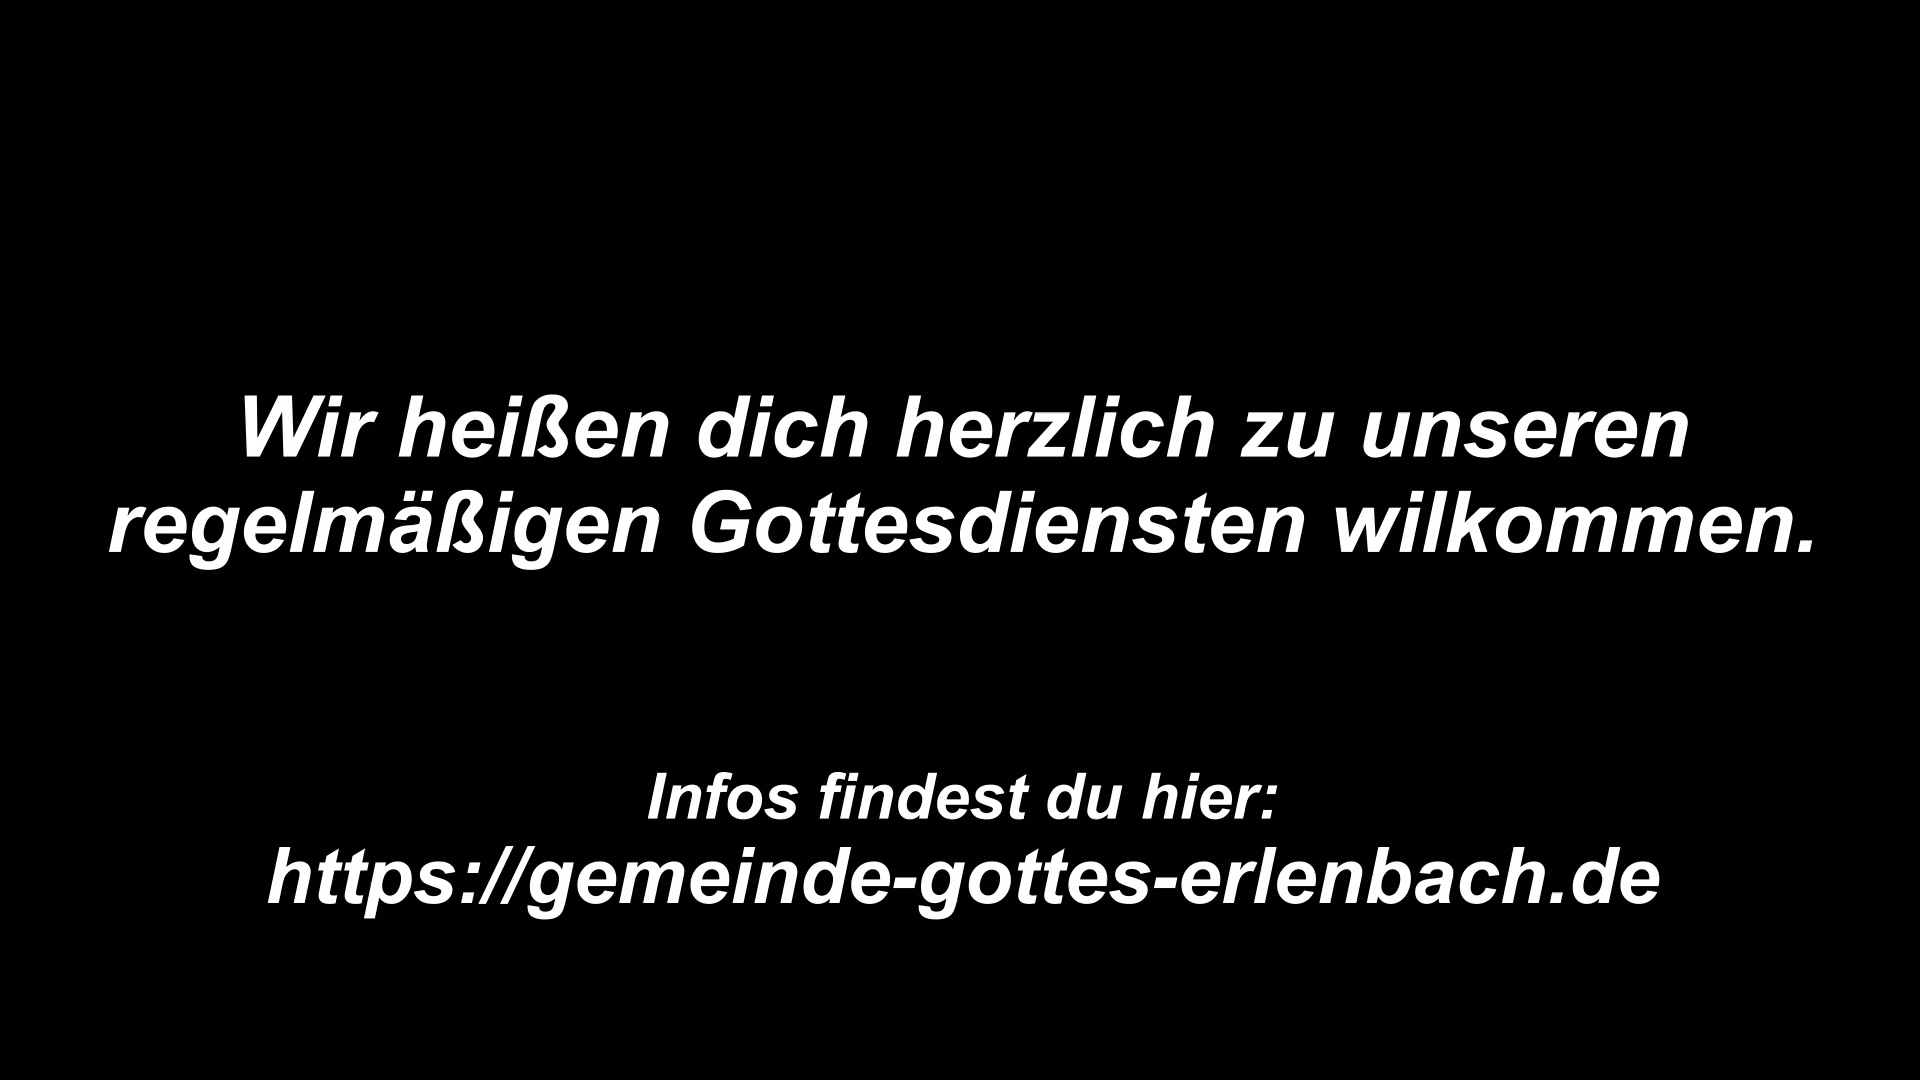 Wir heißen dich herzlich zu unseren
regelmäßigen Gottesdiensten wilkommen.
Infos findest du hier:
https://gemeinde-gottes-erlenbach.de